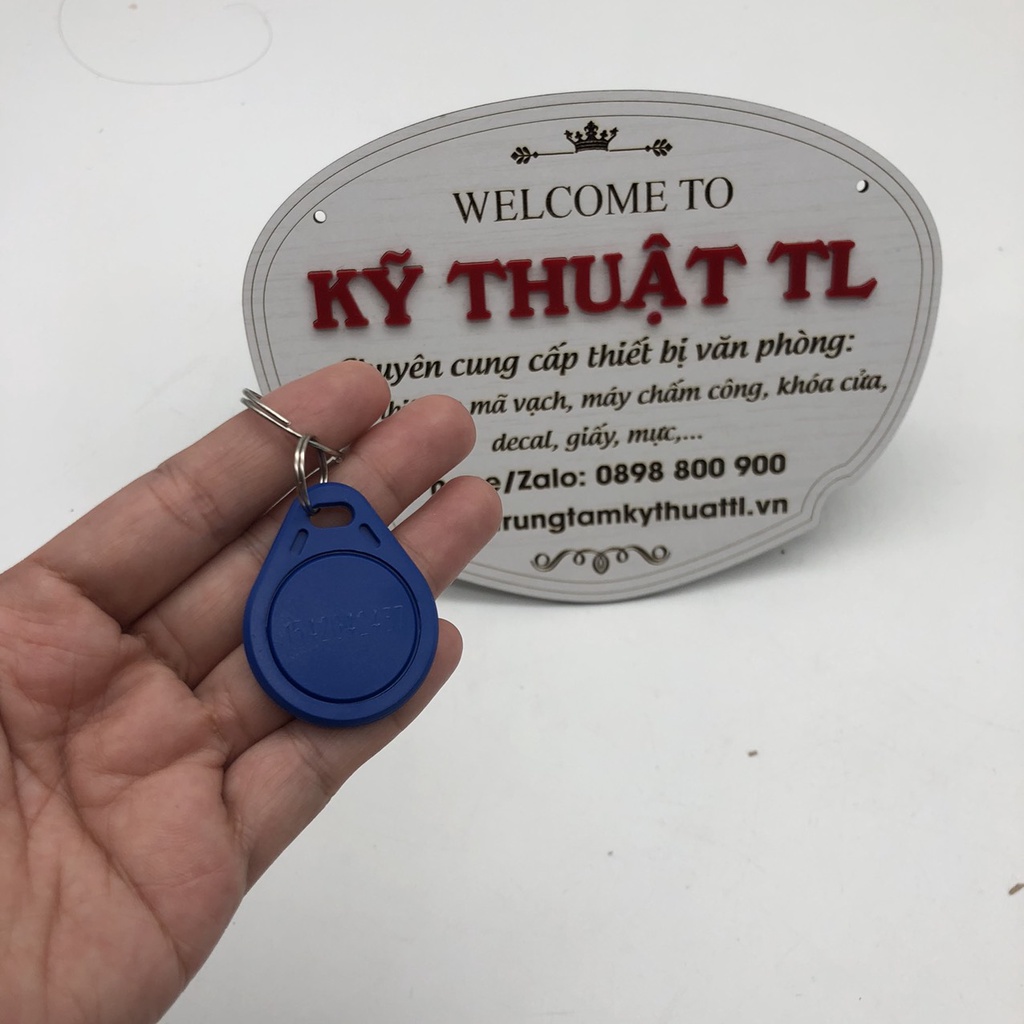 WELCOME TO
KỸ THUẬT TL
Chuyên cung cấp thiết bị văn phòng:
mã vạch, máy chấm công, khóa cửa,
decal, giấy, mực,...
/Zalo: 0898 800 900
rungtamkythuattl.vn